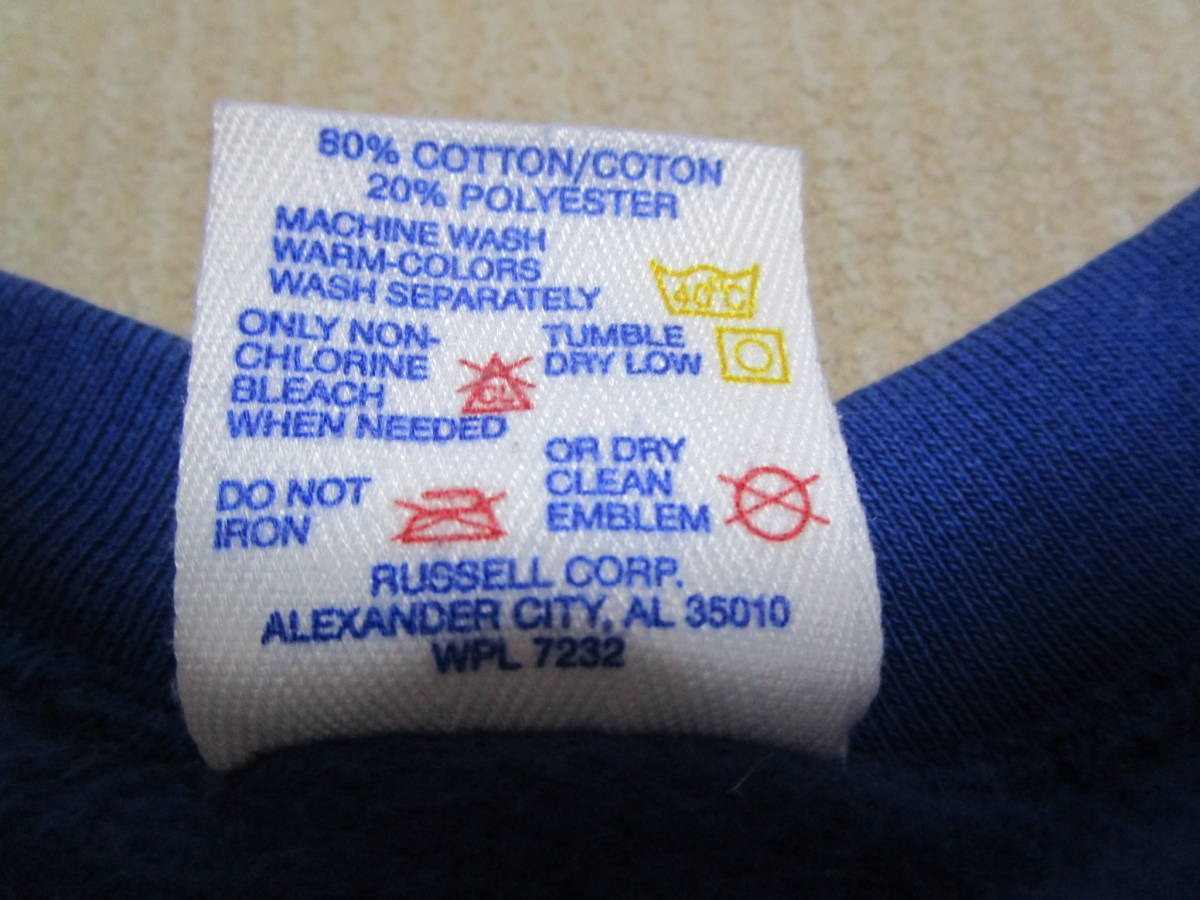 80% COTTON/COTON
20% POLYESTER
MACHINE WASH
WARM-COLORS
WASH SEPARATELY
40°C
ONLY NON-
CHLORINE
BLEACH
WHEN NEEDED
CL
TUMBLE
DRY LOW
DO NOT
IRON
OR DRY
CLEAN
EMBLEM
RUSSELL CORP.
ALEXANDER CITY, AL 35010
WPL 7232